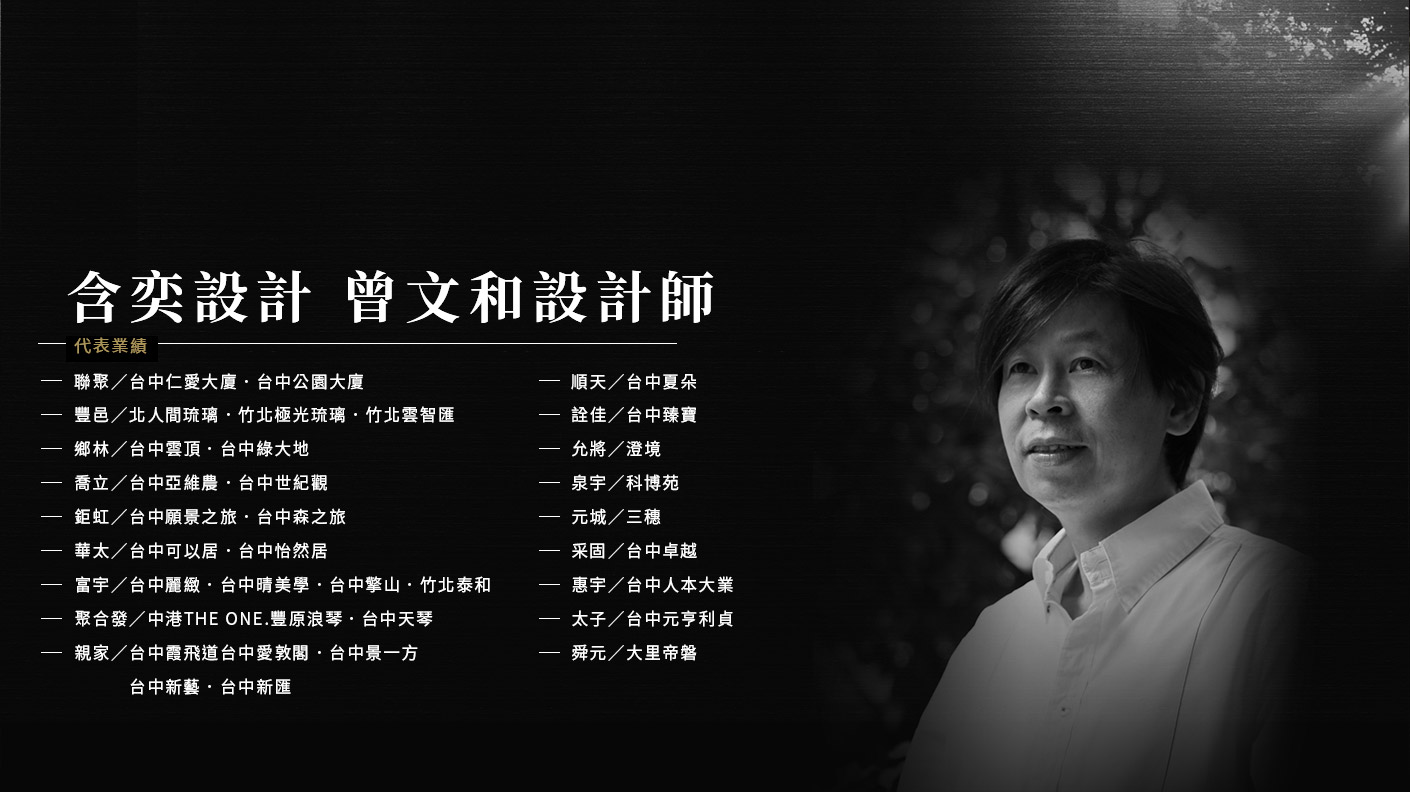 含奕設計 曾文和設計師
代表業績
聯聚／台中仁愛大廈・台中公園大廈
豐邑／北人間琉璃・竹北極光琉璃・竹北雲智匯
鄉林／台中雲頂・台中綠大地
喬立／台中亞維農・台中世紀觀
鉅虹／台中願景之旅・台中森之旅
華太／台中可以居・台中怡然居
富宇／台中麗緻・台中晴美學・台中擎山・竹北泰和
聚合發／中港THE ONE.豐原浪琴・台中天琴
親家／台中霞飛道台中愛敦閣・台中景一方
台中新藝・台中新匯
順天／台中夏朵
詮佳／台中臻寶
允將／澄境
泉宇／科博苑
元城／三穗
采固／台中卓越
惠宇／台中人本大業
太子／台中元亨利貞
舜元／大里帝磐